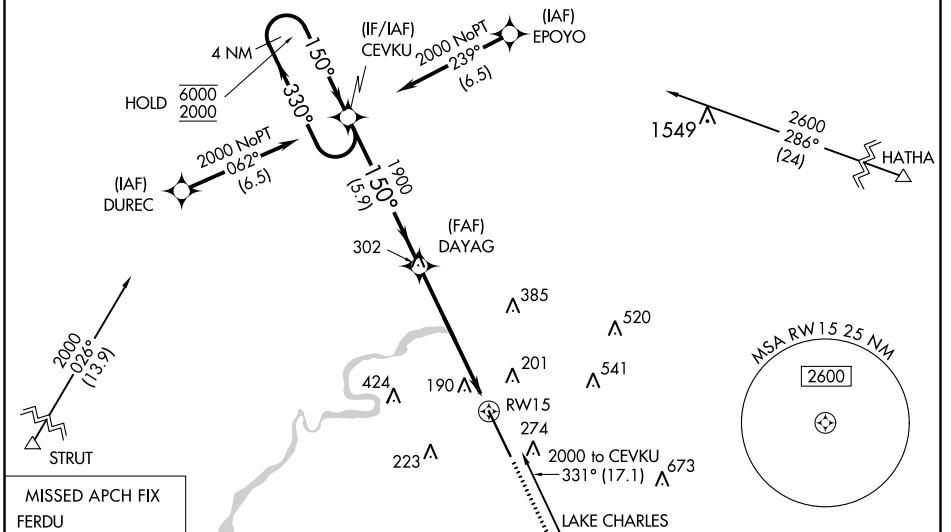 (IAF)
EPOYO
2000 NoPT
239°
(6.5)
(IF/IAF)
CEVKU
4 NM
150°
330°
HOLD
6000
2000
2000 NoPT
062°
(6.5)
(IAF)
DUREC
1549
2600
286°
(24)
HATHA
1900
150°
(5.9)
(FAF)
DAYAG
302
385
520
2000
026°
(13.9)
STRUT
424
190
201
541
RW15
223
274
2000 to CEVKU
331° (17.1)
673
LAKE CHARLES
MSA RW15 25 NM
2600
MISSED APCH FIX
FERDU